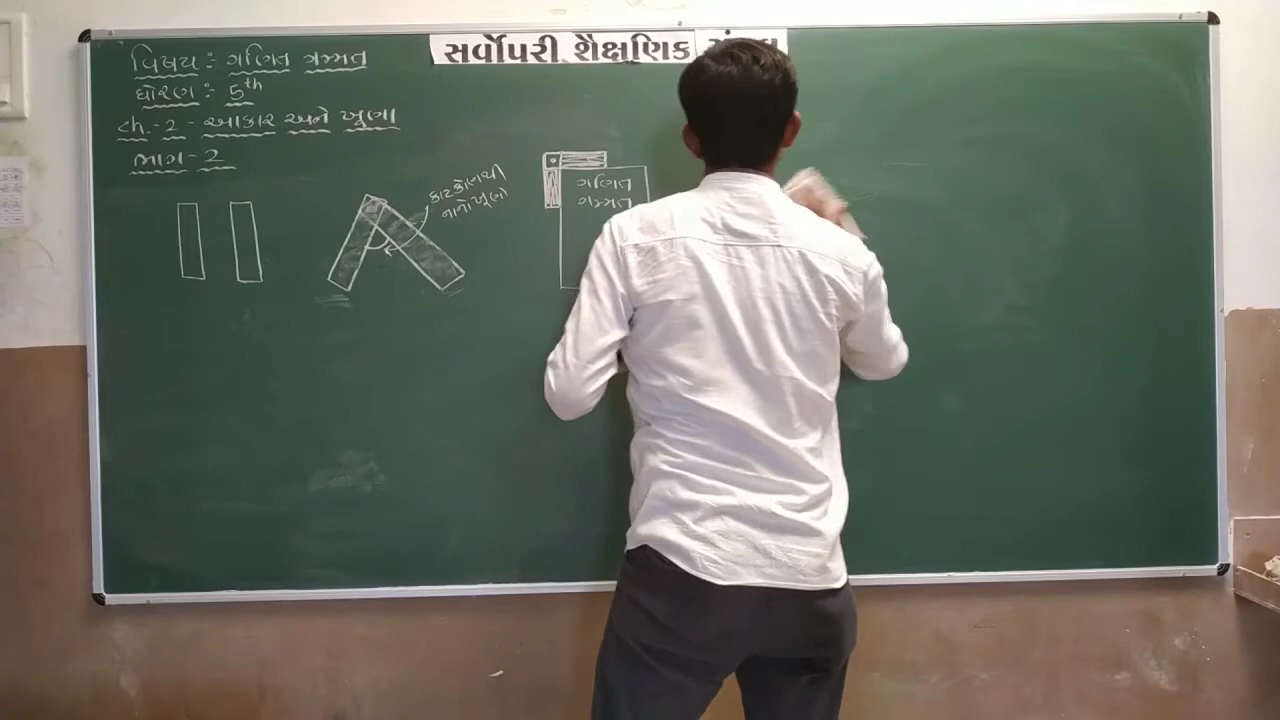 સર્વોપરી શૈક્ષણિક
વિષય : ગણિત ગમ્મત
ધોરણ : 5th
ch.-2 - આકાર અને ખૂણા
ભાગ-2
કાટકોણથી
નાનો ખૂણો
ગણિત
ગમ્મત